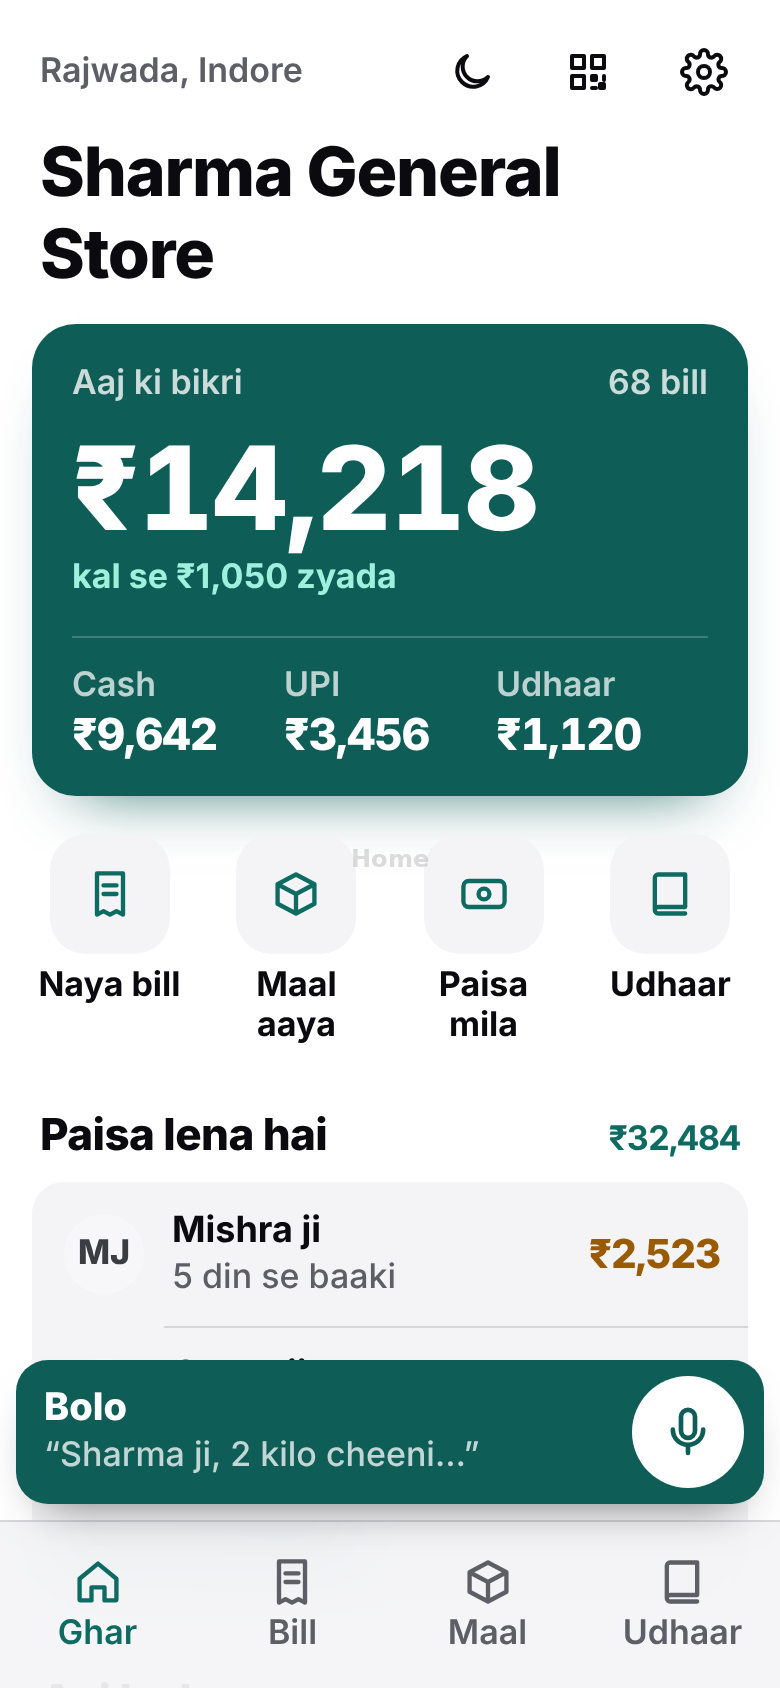 Rajwada, Indore
Sharma General
Store
Aaj ki bikri
68 bill
₹14,218
kal se ₹1,050 zyada
Cash
UPI
Udhaar
₹9,642
₹3,456
₹1,120
Home
Naya bill
Maal
aaya
Paisa
mila
Udhaar
Paisa lena hai
₹32,484
MJ
Mishra ji
5 din se baaki
₹2,523
Bolo
“Sharma ji, 2 kilo cheeni...”
Ghar
Bill
Maal
Udhaar